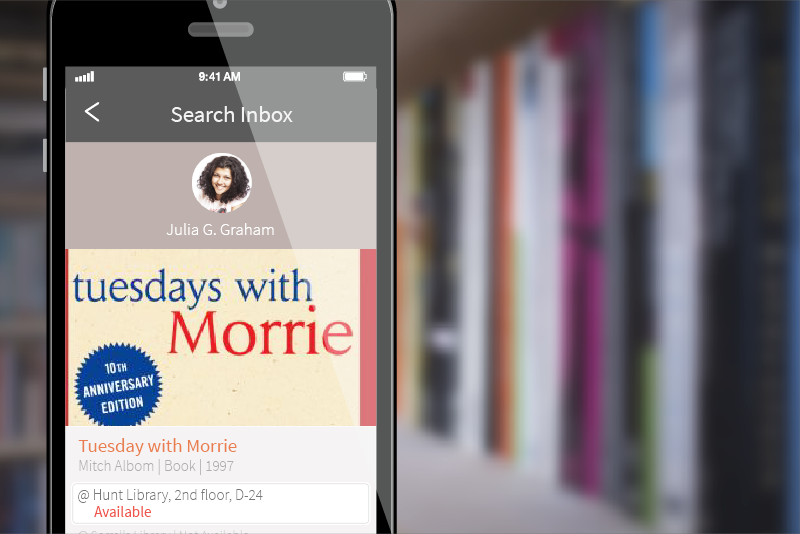 9:41 AM
Search Inbox
Julia G. Graham
tuesdays with
Morrie
10TH
ANNIVERSARY
EDITION
Tuesday with Morrie
Mitch Albom | Book | 1997
@ Hunt Library, 2nd floor, D-24
Available